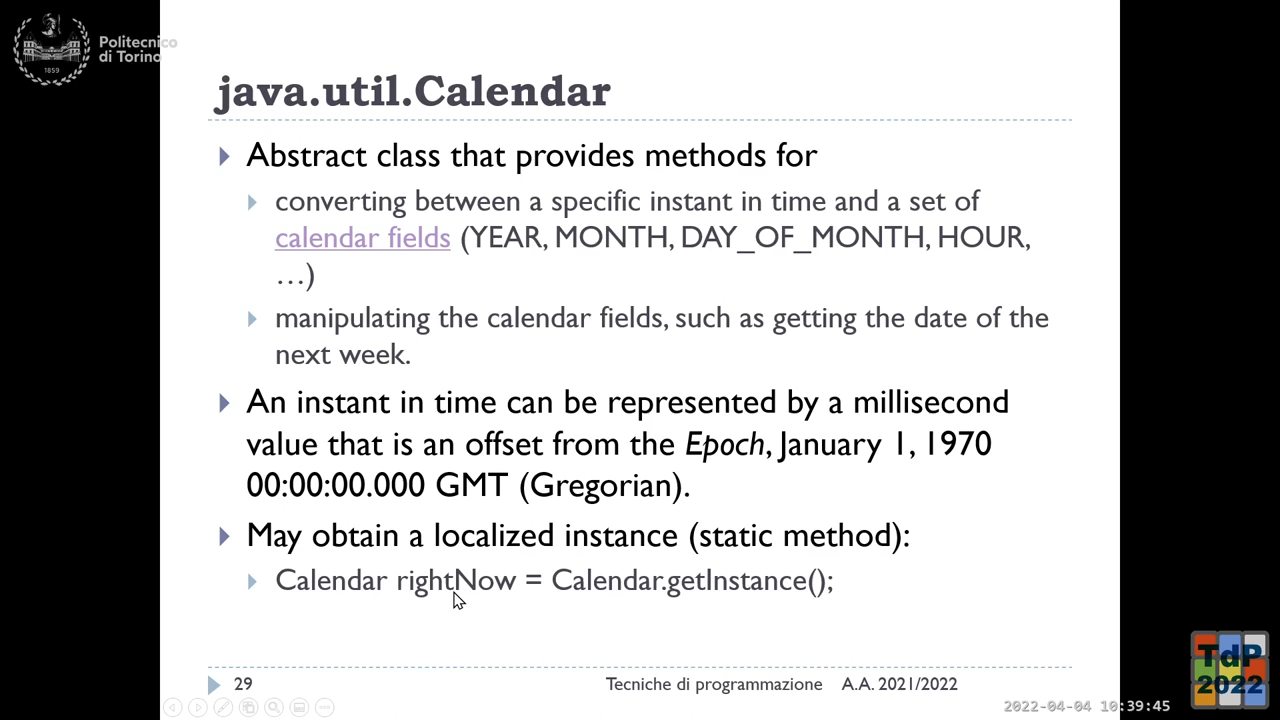 Politecnico
di Torino
1859
java.util.Calendar
Abstract class that provides methods for
converting between a specific instant in time and a set of
calendar fields (YEAR, MONTH, DAY_OF_MONTH, HOUR,
…)
manipulating the calendar fields, such as getting the date of the
next week.
An instant in time can be represented by a millisecond
value that is an offset from the Epoch, January 1, 1970
00:00:00.000 GMT (Gregorian).
May obtain a localized instance (static method):
Calendar rightNow = Calendar.getInstance();
29
Tecniche di programmazione A.A. 2021/2022
TdP
2022
2022-04-04 10:39:45